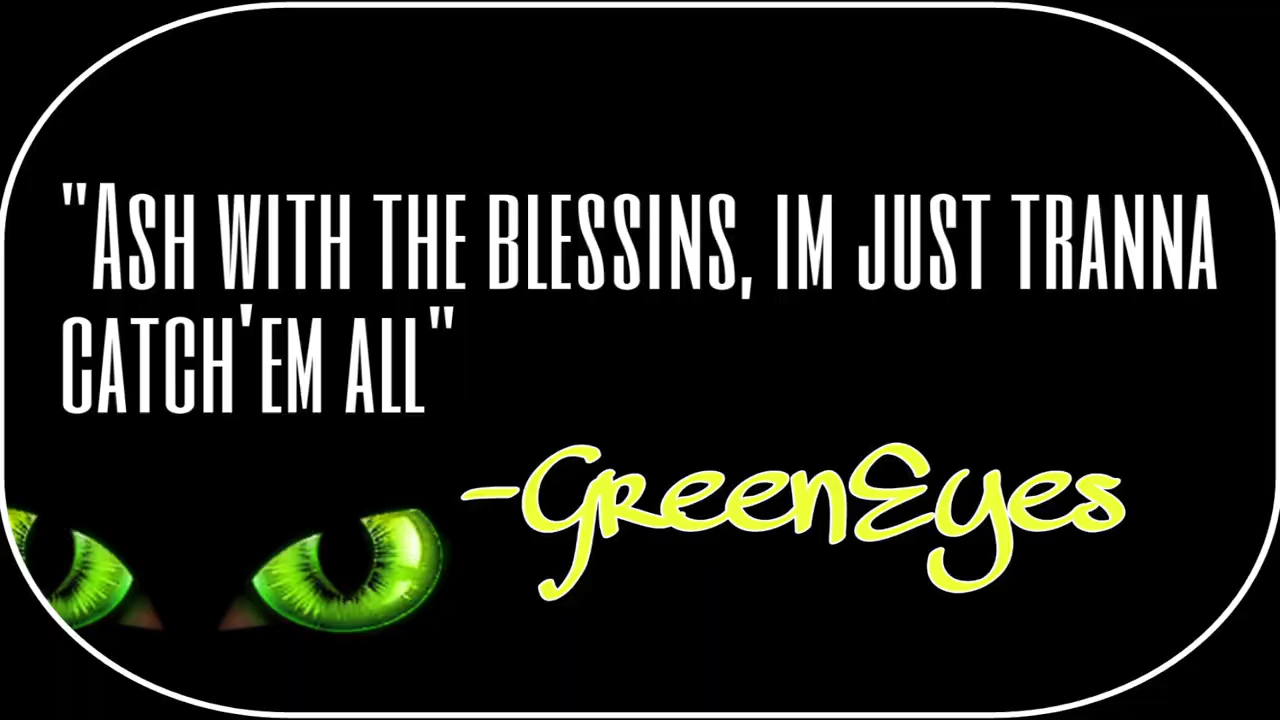 "Ash with the blessins, im just tranna
catch'em all"
-GreenEyes